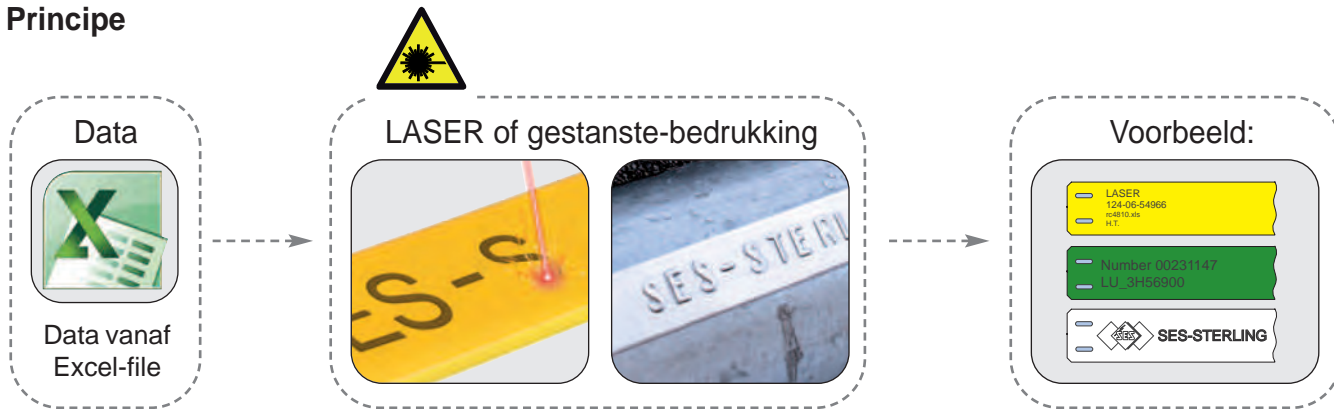 Principe
Data
Data vanaf
Excel-file
LASER of gestanste-bedrukking
ES-S
SES-STERL
Voorbeeld:
LASER
124-06-54966
rc4810.xls
H.T.
Number 00231147
LU_3H56900
SES SES-STERLING